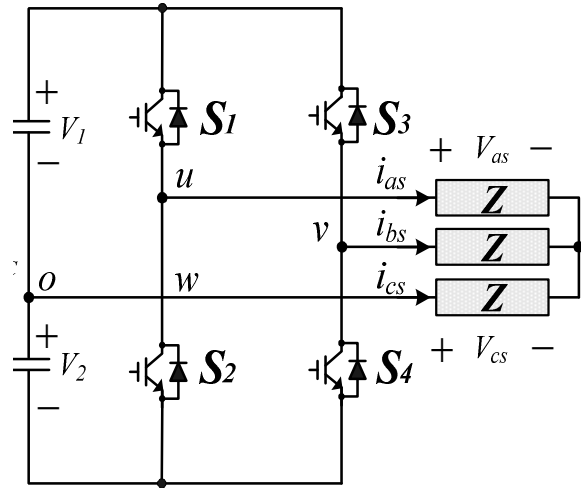 +
V1
−
S1
S3
+ Vas −
u
ias
Z
v
ibs
Z
o
w
ics
Z
+
V2
−
S2
S4
+ Vcs −